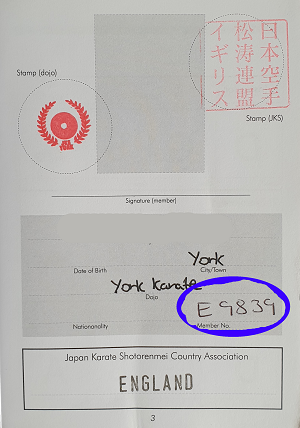 Stamp (dojo)
日本空手
松涛連盟
イギリス
Stamp (JKS)
Signature (member)
York
Date of Birth
City/Town
York Karate
Dojo
E9839
Nationanality
Member No.
Japan Karate Shotorenmei Country Association
ENGLAND
3